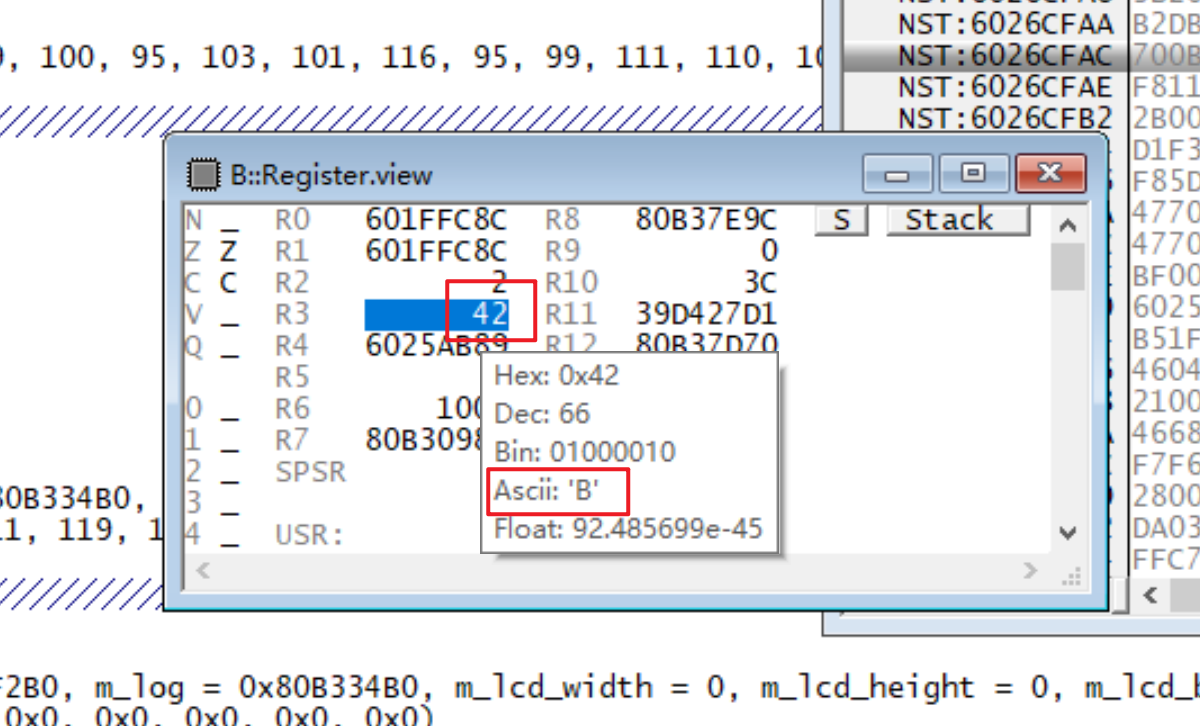 NST:6026CFAA B2DB
9, 100, 95, 103, 101, 116, 95, 99, 111, 110, 10
NST:6026CFAC 700B
NST:6026CFAE F811
NST:6026CFB2 2B00
B::Register.view
D1F3
F85D
N _ R0 601FFC8C R8 80B37E9C S Stack
4770
Z Z R1 601FFC8C R9 0
4770
C C R2 2 R10 3C
BF00
V _ R3 42 R11 39D427D1
6025
Q _ R4 6025AB89 R12 80B37D70
B51F
R5
Hex: 0x42
4604
0 _ R6 100
Dec: 66
2100
1 _ R7 80B3098
Bin: 01000010
4668
2 _ SPSR
F7F6
Ascii: 'B'
80B334B0,
3 _
2800
11, 119, 1
4 _ USR:
Float: 92.485699e-45
DA03
FFC7
F2B0, m_log = 0x80B334B0, m_lcd_width = 0, m_lcd_height = 0, m_lcd_b
0x0, 0x0, 0x0, 0x0, 0x0)